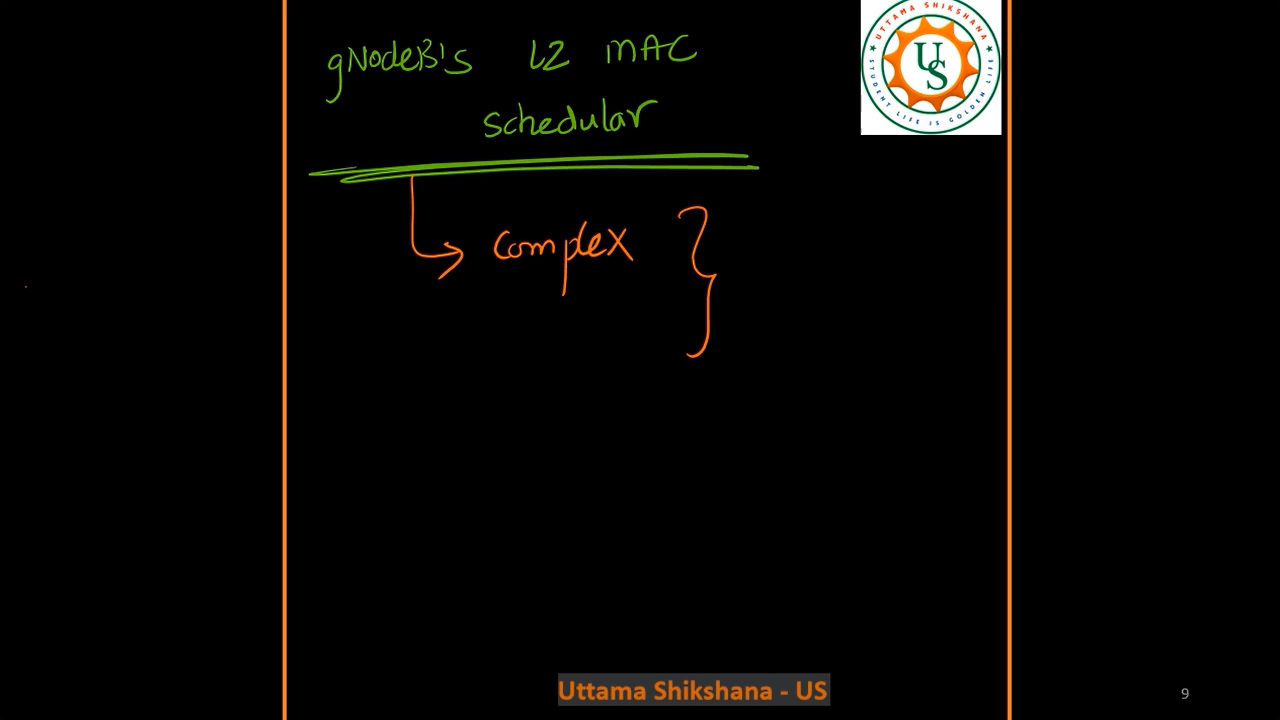 gNodeB's L2 MAC
schedular
complex
UTTAMA SHIKSHANA
US
STUDENT LIFE IS GOLDEN LIFE
Uttama Shikshana - US
9